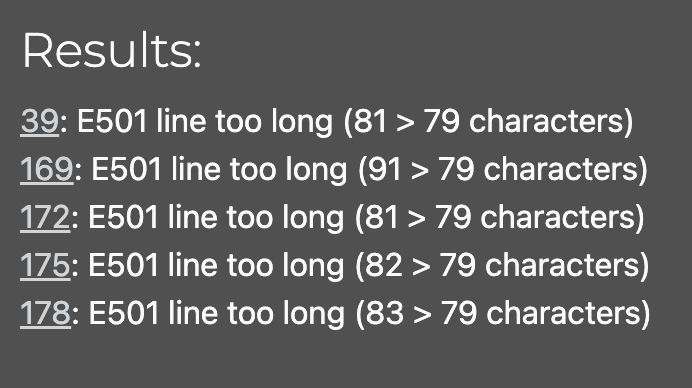 Results:
39: E501 line too long (81 > 79 characters)
169: E501 line too long (91 > 79 characters)
172: E501 line too long (81 > 79 characters)
175: E501 line too long (82 > 79 characters)
178: E501 line too long (83 > 79 characters)